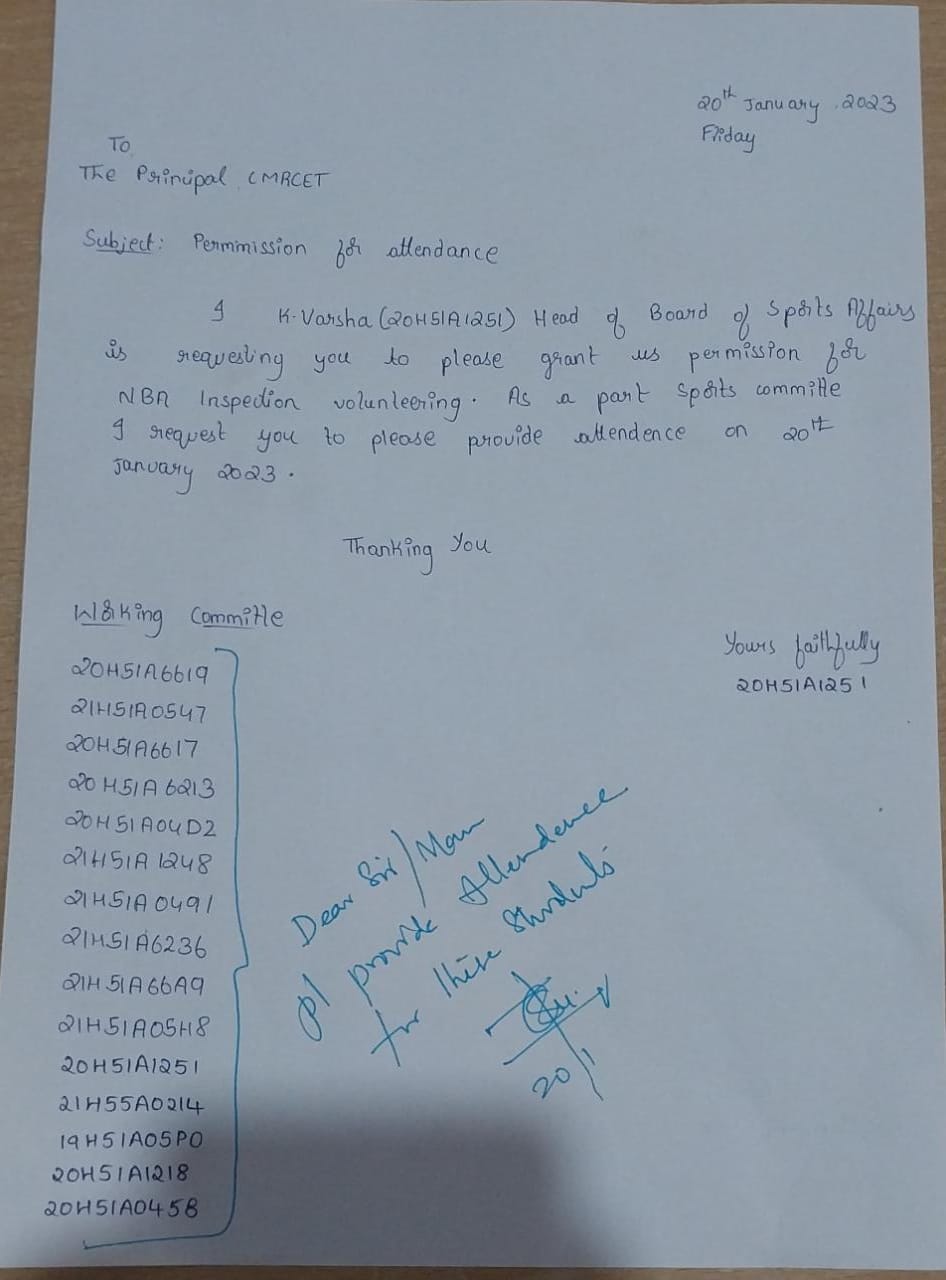 20th January 2023
Friday
To,
The Principal, CMRCET
Subject: Permmission for attendance
I K. Varsha (20H51A1251) Head of Board of Sports Affairs
is requesting you to please grant us permission for
NBA Inspection volunteering. As a part sports committe
I request you to please provide attendence on 20th
January 2023.
Thanking You
Working Committe
Yours faithfully
20H51A1251
20H51A6619
21H51A0547
20H51A6617
20H51A6213
20H51A04D2
21H51A1248
21H51A0491
21H51A6236
21H51A66A9
21H51A05H8
20H51A1251
21H55A0214
19H51A05P0
20H51A1218
20H51A045B
Dear Sir/Mam
Pl provide Attendence
for these students
20/1